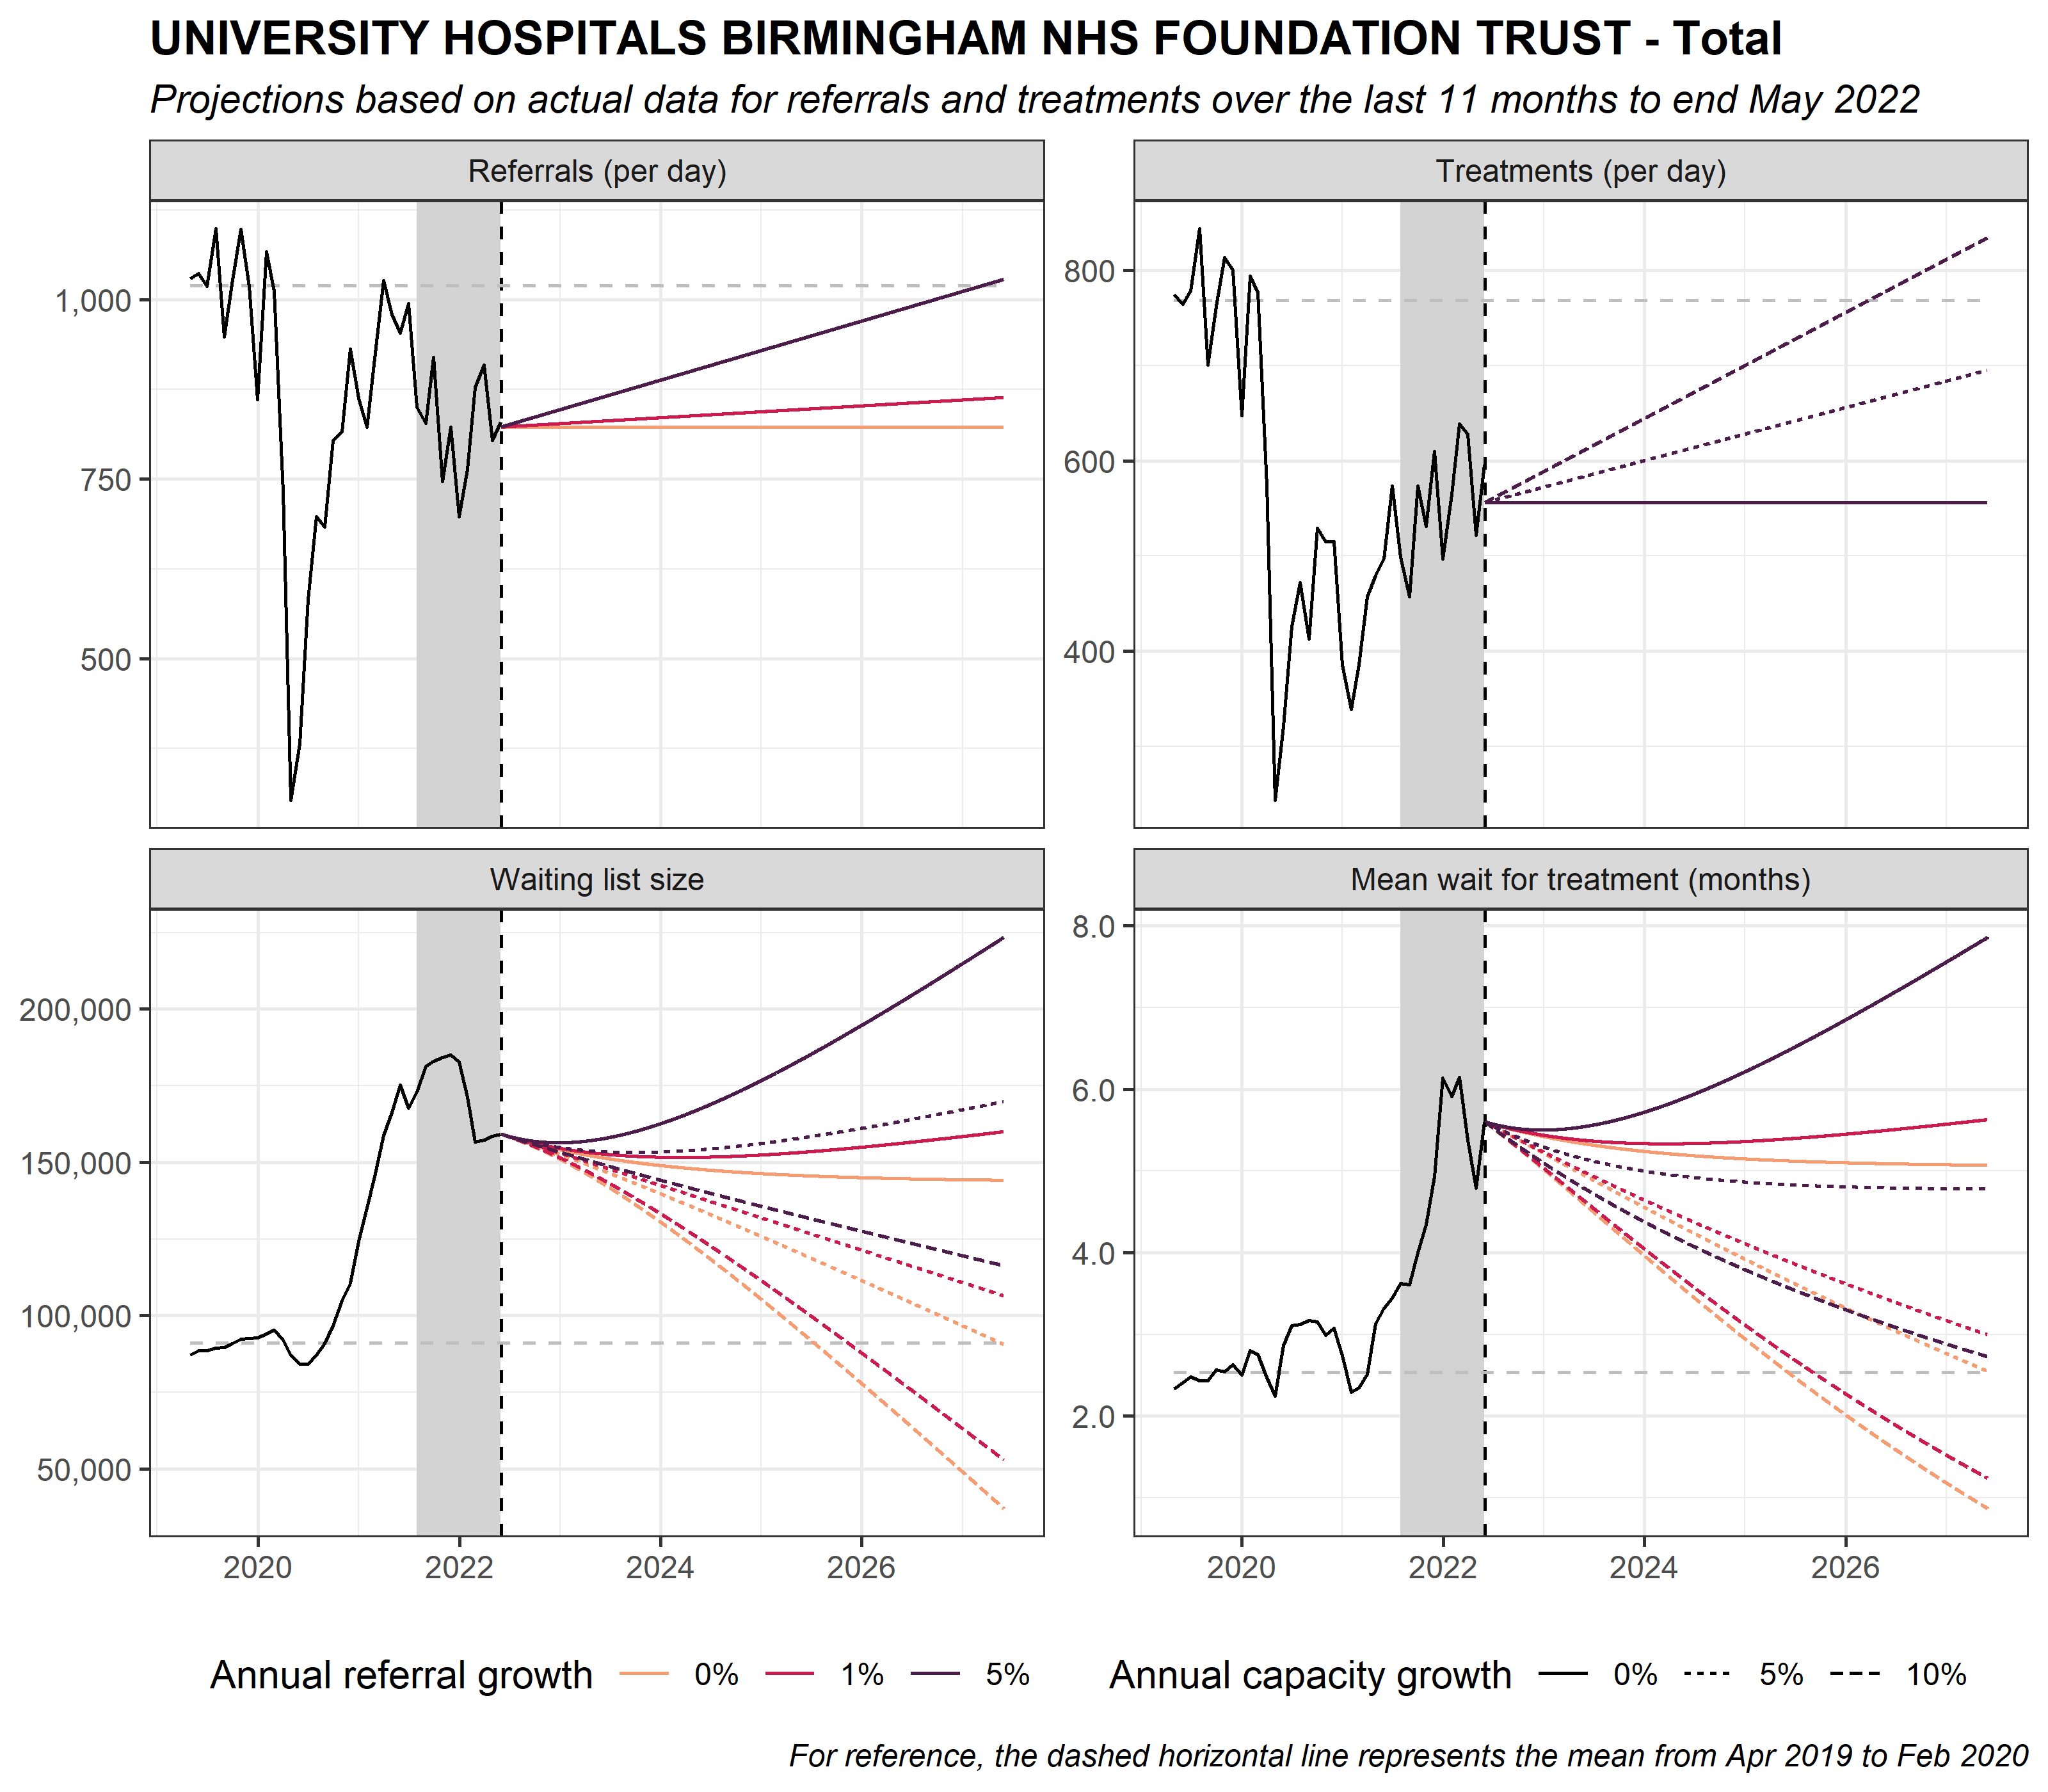 UNIVERSITY HOSPITALS BIRMINGHAM NHS FOUNDATION TRUST - Total
Projections based on actual data for referrals and treatments over the last 11 months to end May 2022
Referrals (per day)
1,000
750
500
Treatments (per day)
800
600
400
Waiting list size
200,000
150,000
100,000
50,000
2020 2022 2024 2026
Mean wait for treatment (months)
8.0
6.0
4.0
2.0
2020 2022 2024 2026
Annual referral growth 0% 1% 5%
Annual capacity growth 0% 5% 10%
For reference, the dashed horizontal line represents the mean from Apr 2019 to Feb 2020